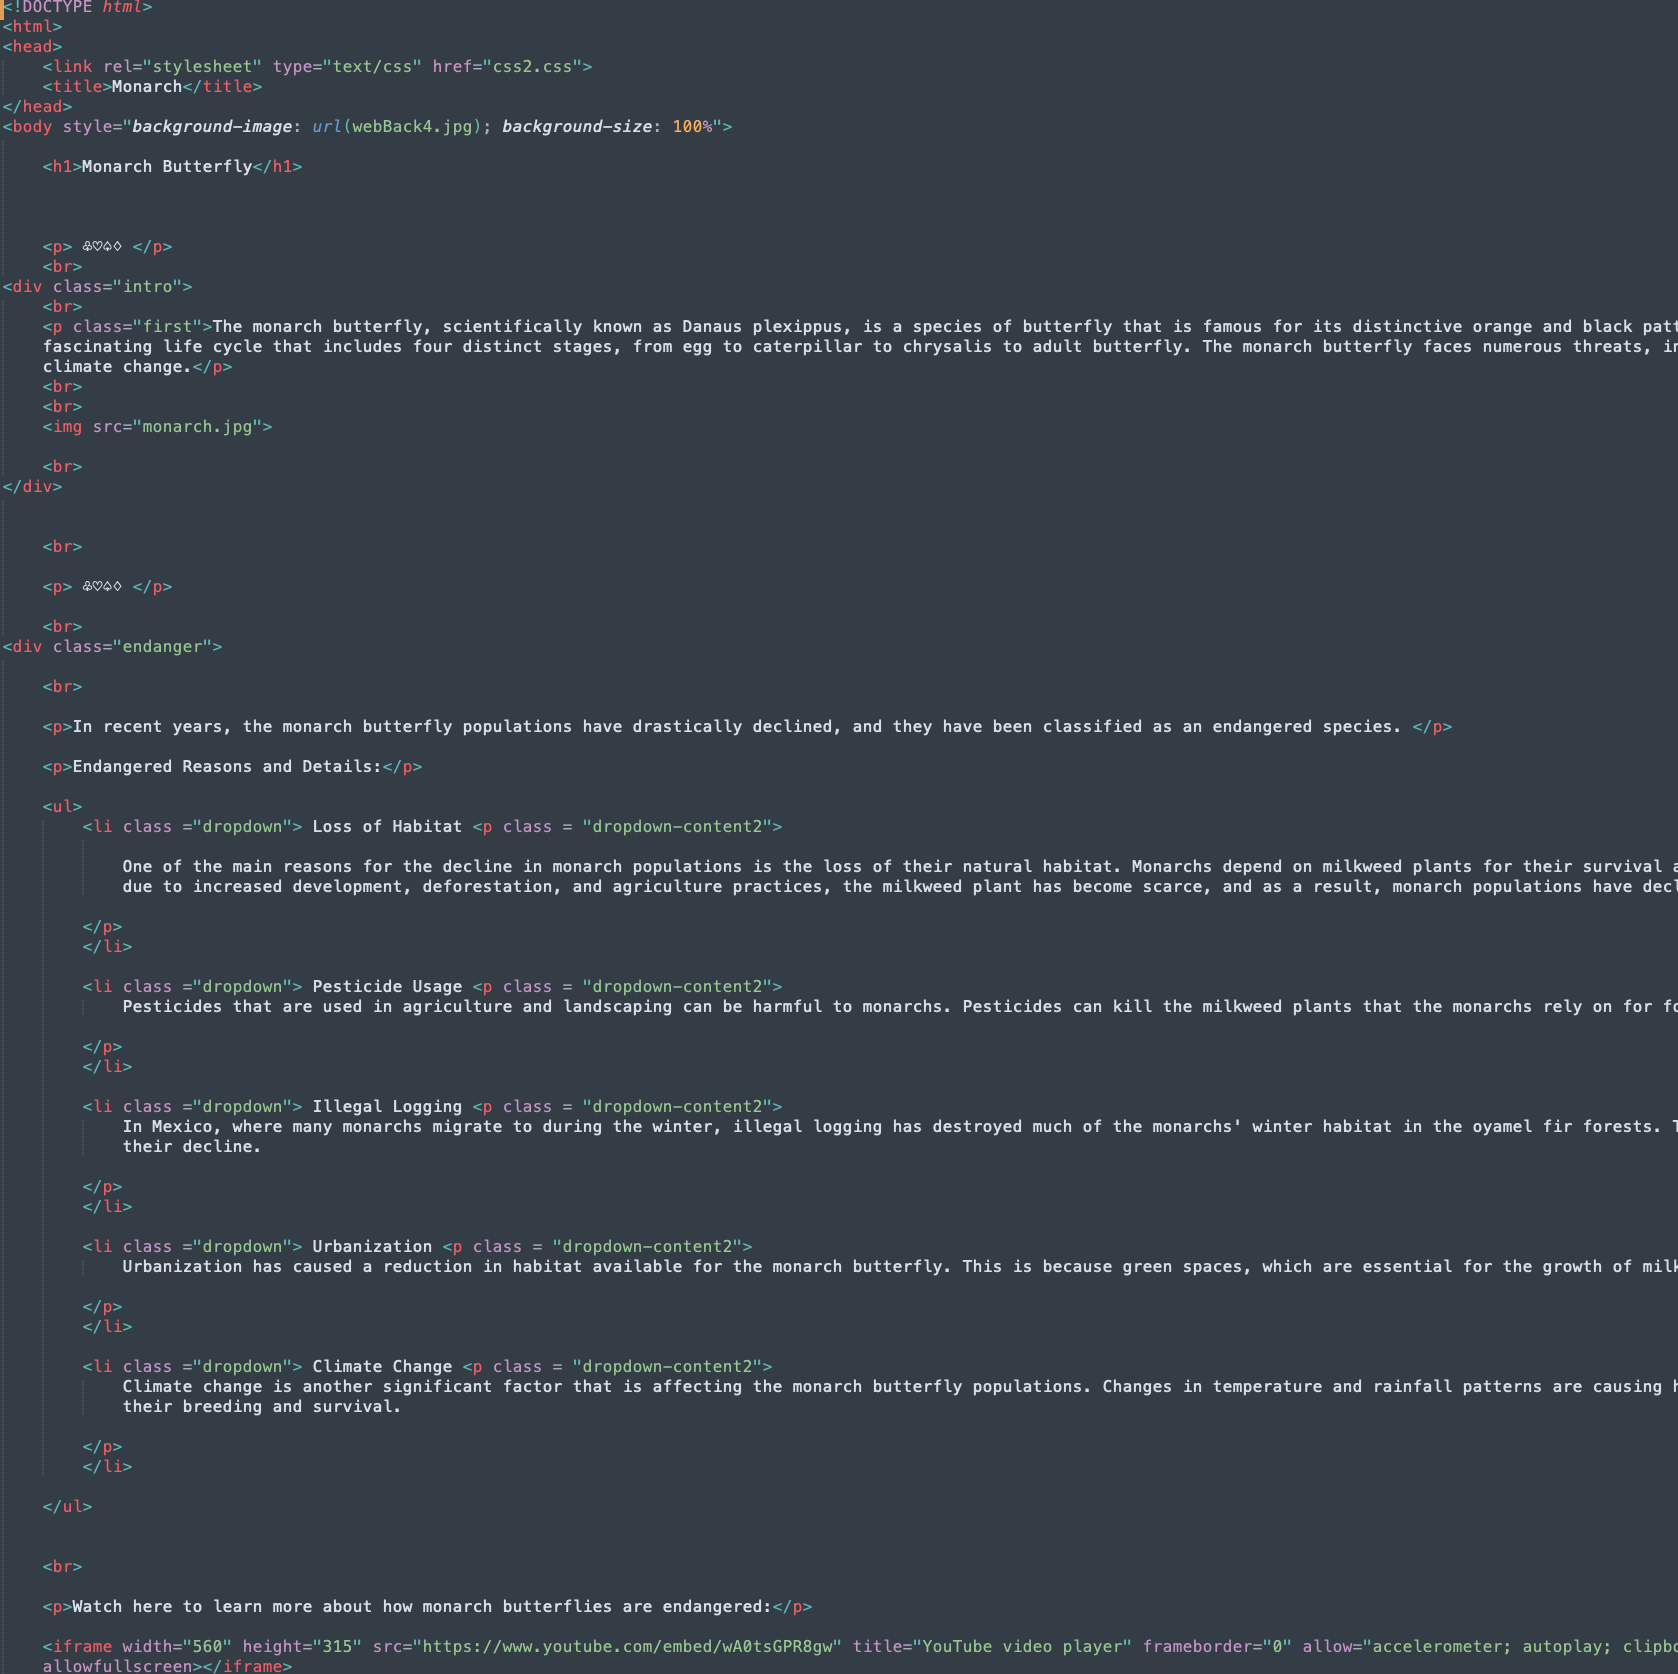 <!DOCTYPE html>
<html>
<head>
<link rel="stylesheet" type="text/css" href="css2.css">
<title>Monarch</title>
</head>
<body style="background-image: url(webBack4.jpg); background-size: 100%">
<h1>Monarch Butterfly</h1>
<p> ♧♡♤♢ </p>
<br>
<div class="intro">
<br>
<p class="first">The monarch butterfly, scientifically known as Danaus plexippus, is a species of butterfly that is famous for its distinctive orange and black
fascinating life cycle that includes four distinct stages, from egg to caterpillar to chrysalis to adult butterfly. The monarch butterfly faces numerous threats,
climate change.</p>
<br>
<br>
<img src="monarch.jpg">
<br>
</div>
<br>
<p> ♧♡♤♢ </p>
<br>
<div class="endanger">
<br>
<p>In recent years, the monarch butterfly populations have drastically declined, and they have been classified as an endangered species. </p>
<p>Endangered Reasons and Details:</p>
<ul>
<li class ="dropdown"> Loss of Habitat <p class = "dropdown-content2">
One of the main reasons for the decline in monarch populations is the loss of their natural habitat. Monarchs depend on milkweed plants for their survival
due to increased development, deforestation, and agriculture practices, the milkweed plant has become scarce, and as a result, monarch populations have
</p>
</li>
<li class ="dropdown"> Pesticide Usage <p class = "dropdown-content2">
Pesticides that are used in agriculture and landscaping can be harmful to monarchs. Pesticides can kill the milkweed plants that the monarchs rely on for
</p>
</li>
<li class ="dropdown"> Illegal Logging <p class = "dropdown-content2">
In Mexico, where many monarchs migrate to during the winter, illegal logging has destroyed much of the monarchs' winter habitat in the oyamel fir forests.
their decline.
</p>
</li>
<li class ="dropdown"> Urbanization <p class = "dropdown-content2">
Urbanization has caused a reduction in habitat available for the monarch butterfly. This is because green spaces, which are essential for the growth of
</p>
</li>
<li class ="dropdown"> Climate Change <p class = "dropdown-content2">
Climate change is another significant factor that is affecting the monarch butterfly populations. Changes in temperature and rainfall patterns are causing
their breeding and survival.
</p>
</li>
</ul>
<br>
<p>Watch here to learn more about how monarch butterflies are endangered:</p>
<iframe width="560" height="315" src="https://www.youtube.com/embed/wA0tsGPR8gw" title="YouTube video player" frameborder="0" allow="accelerometer; autoplay;
allowfullscreen></iframe>